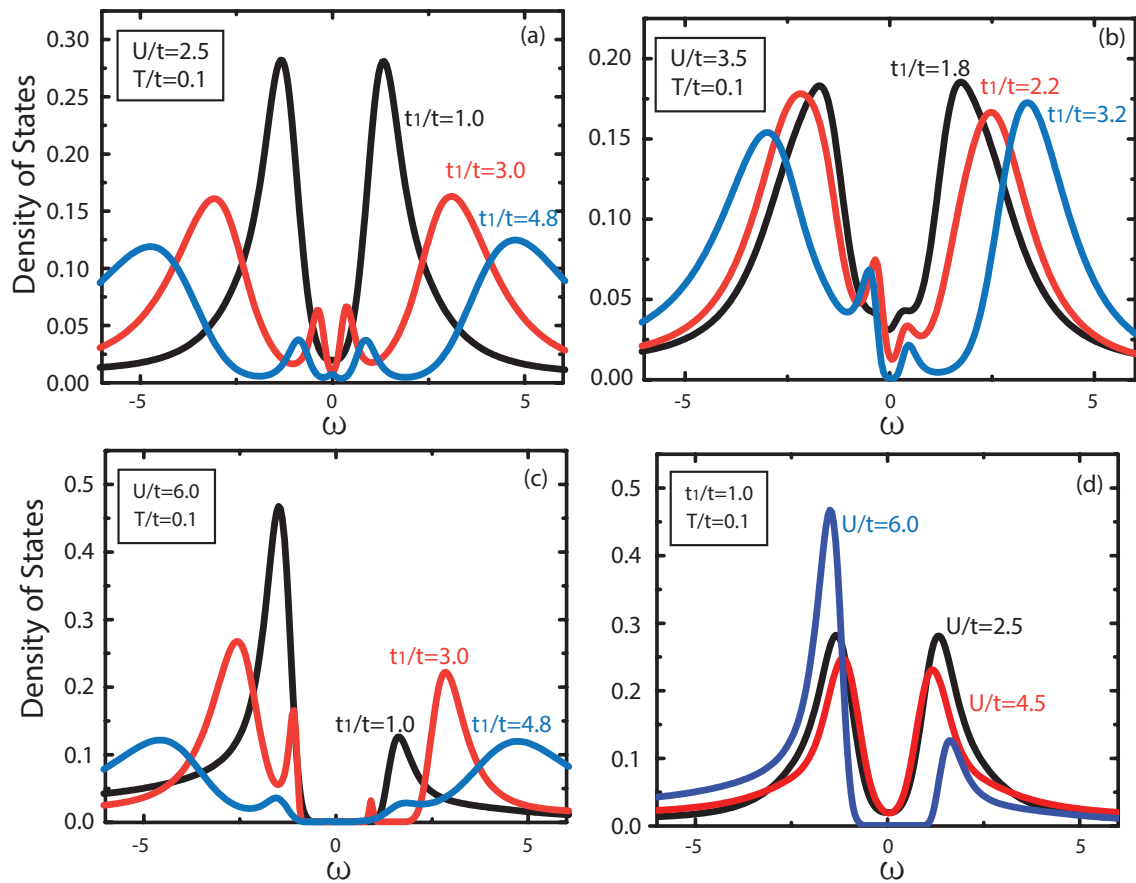 (a)
U/t=2.5
T/t=0.1
t1/t=1.0
t1/t=3.0
t1/t=4.8
0.30
0.25
0.20
0.15
0.10
0.05
0.00
Density of States
-5
0
5
ω
(b)
U/t=3.5
T/t=0.1
t1/t=1.8
t1/t=2.2
t1/t=3.2
0.20
0.15
0.10
0.05
0.00
-5
0
5
ω
(c)
U/t=6.0
T/t=0.1
t1/t=3.0
t1/t=1.0
t1/t=4.8
0.5
0.4
0.3
0.2
0.1
0.0
Density of States
-5
0
5
ω
(d)
t1/t=1.0
T/t=0.1
U/t=6.0
U/t=2.5
U/t=4.5
0.5
0.4
0.3
0.2
0.1
0.0
-5
0
5
ω